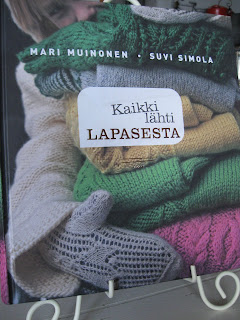 MARI MUINONEN · SUVI SIMOLA
Kaikki
lähti
LAPASESTA